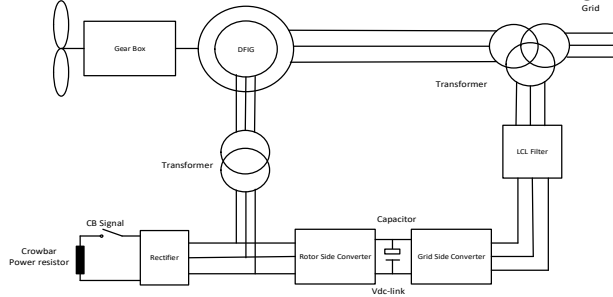 Grid
Gear Box
DFIG
Transformer
LCL Filter
Transformer
CB Signal
Capacitor
Crowbar
Power resistor
Rectifier
Rotor Side Converter
Grid Side Converter
Vdc-link